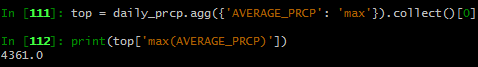 In [111]: top = daily_prcp.agg({'AVERAGE_PRCP': 'max'}).collect()[0]
In [112]: print(top['max(AVERAGE_PRCP)'])
4361.0